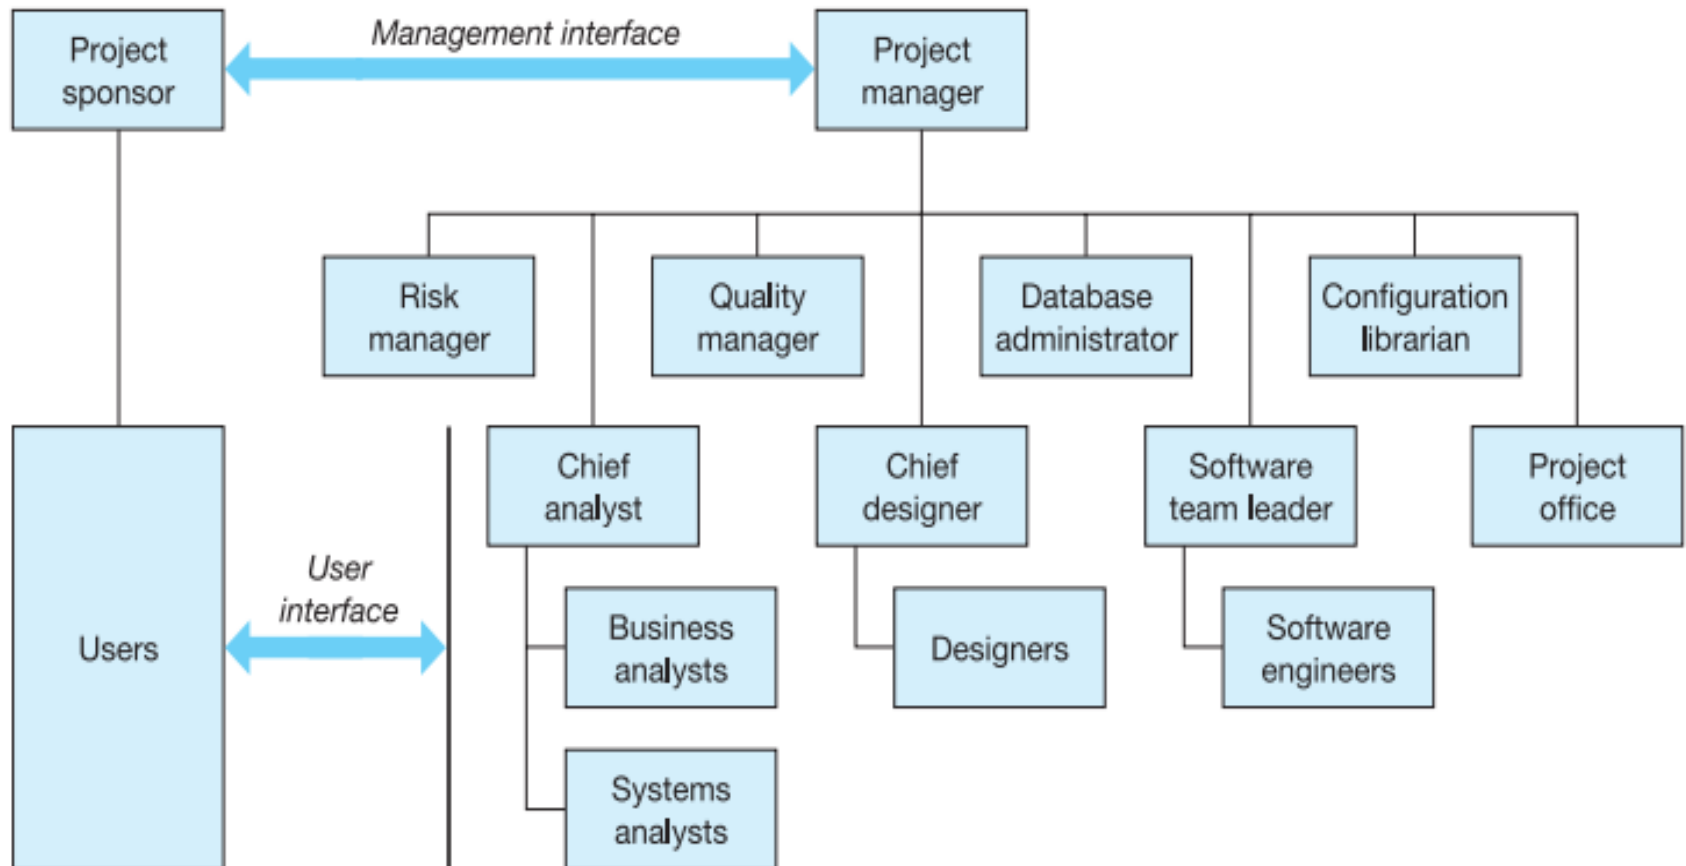 Project
sponsor
Management interface
Project
manager
Risk
manager
Quality
manager
Database
administrator
Configuration
librarian
Chief
analyst
Chief
designer
Software
team leader
Project
office
User
interface
Users
Business
analysts
Designers
Software
engineers
Systems
analysts